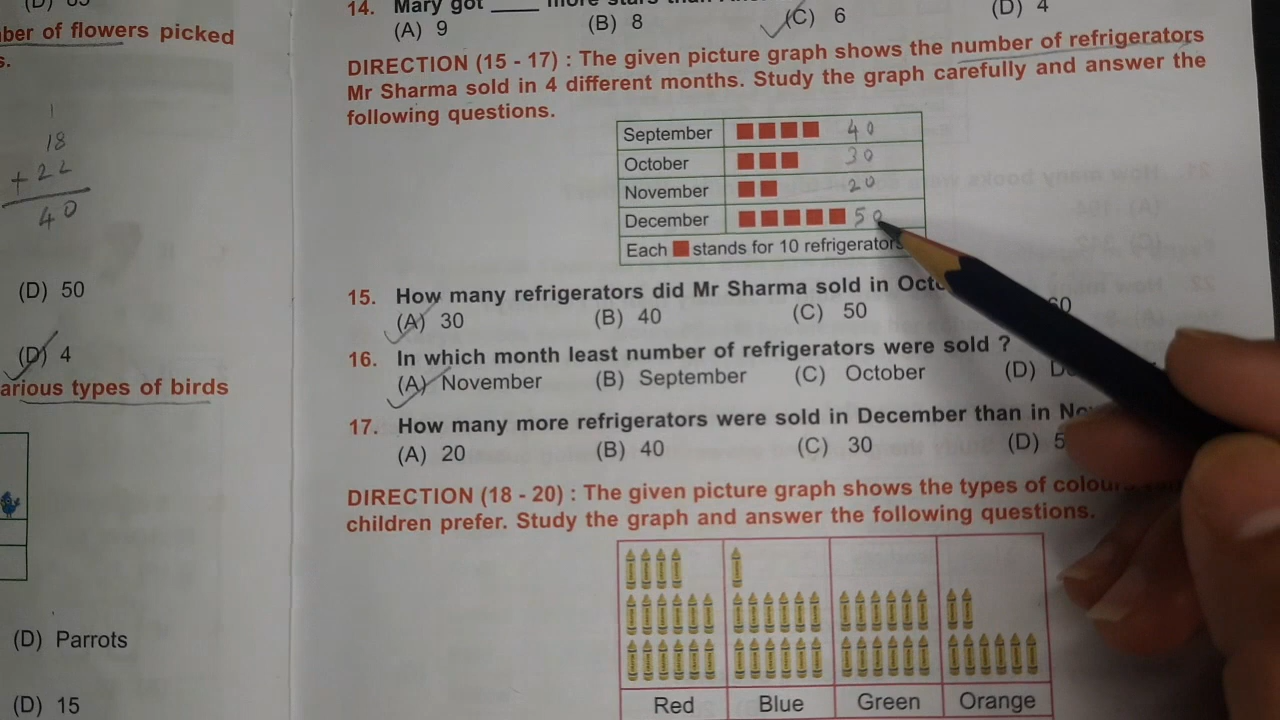 ber of flowers picked
s.
1
18
+ 22
40
(D) 50
(D) 4
arious types of birds
(D) Parrots
(D) 15
14. Mary got ____ more stars than
(A) 9 (B) 8 (C) 6 (D) 4
DIRECTION (15 - 17) : The given picture graph shows the number of refrigerators
Mr Sharma sold in 4 different months. Study the graph carefully and answer the
following questions.
September 40
October 30
November 20
December 50
Each stands for 10 refrigerators
15. How many refrigerators did Mr Sharma sold in Octo
(A) 30 (B) 40 (C) 50 60
16. In which month least number of refrigerators were sold ?
(A) November (B) September (C) October (D) D
17. How many more refrigerators were sold in December than in No
(A) 20 (B) 40 (C) 30 (D) 5
DIRECTION (18 - 20) : The given picture graph shows the types of colour
children prefer. Study the graph and answer the following questions.
Red Blue Green Orange